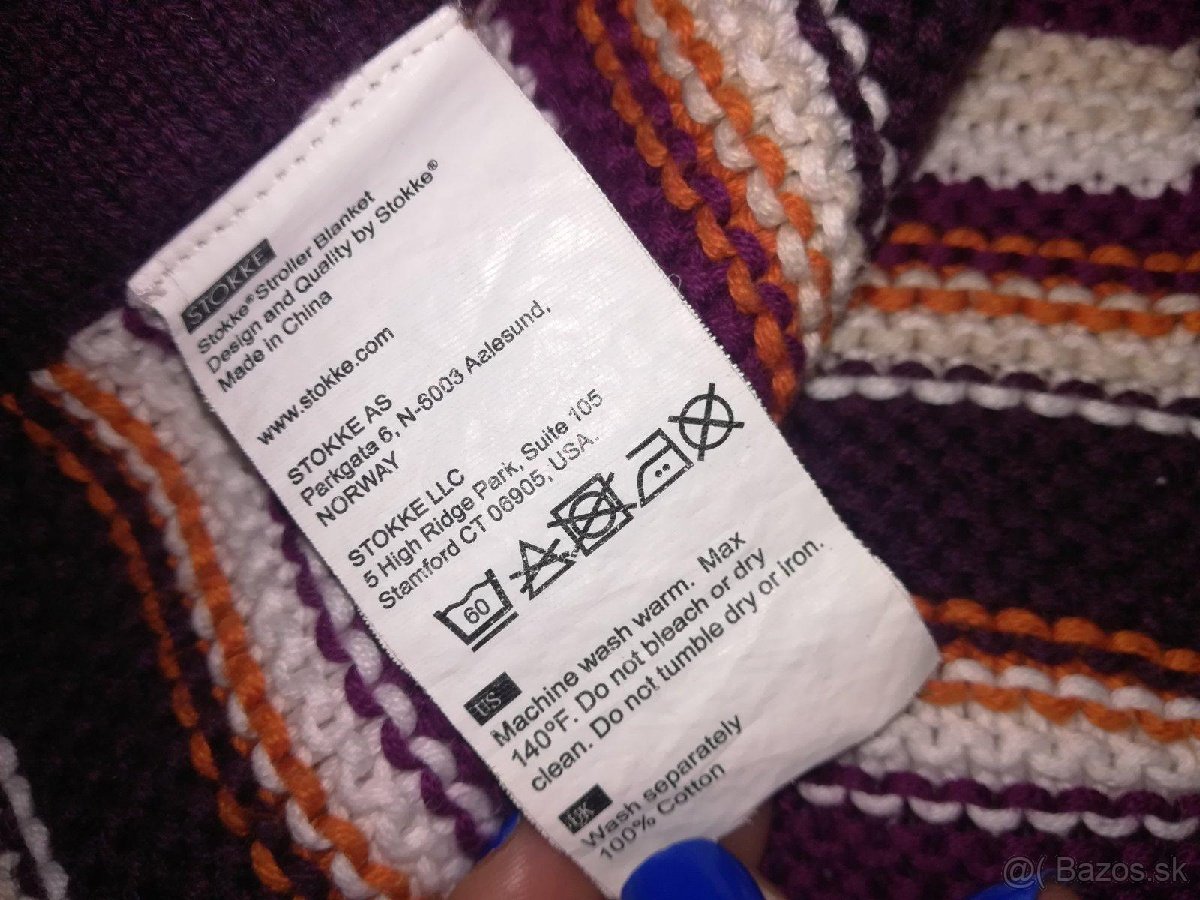 STOKKE
Stokke® Stroller Blanket
Design and Quality by Stokke®
Made in China
www.stokke.com
STOKKE AS
Parkgata 6, N-6003 Aalesund,
NORWAY
STOKKE LLC
5 High Ridge Park, Suite 105
Stamford CT 06905, USA.
60
US
Machine wash warm. Max
140°F. Do not bleach or dry
clean. Do not tumble dry or iron.
UK
Wash separately
100% Cotton
@( Bazos.sk